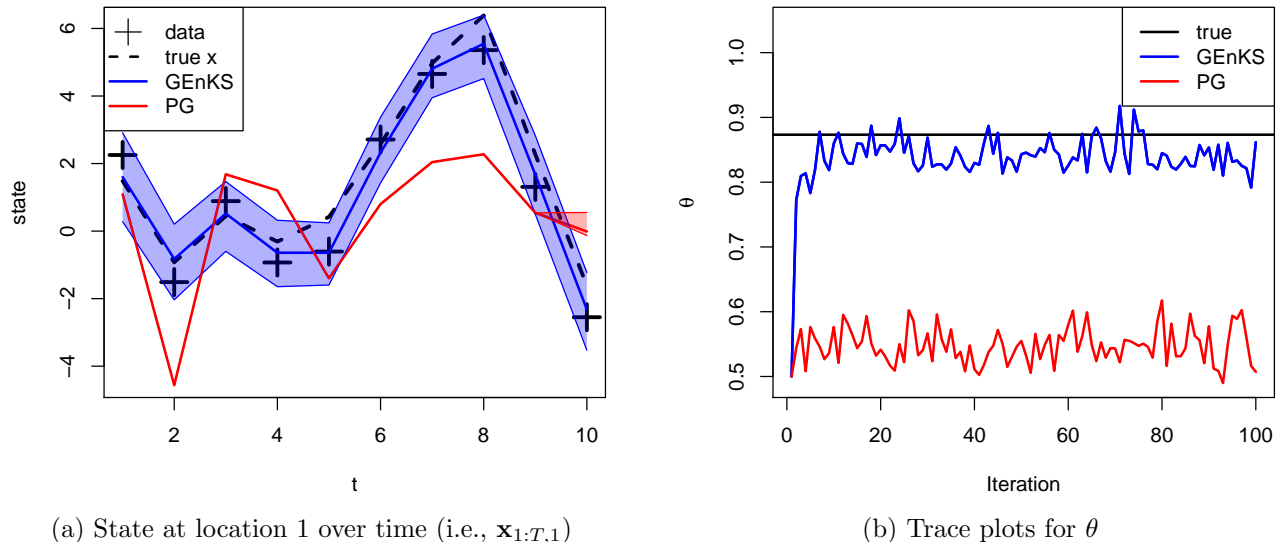 data
true x
GEnKS
PG
6
4
2
0
−2
−4
state
2
4
6
8
10
t
(a) State at location 1 over time (i.e., x1:T,1)
true
GEnKS
PG
1.0
0.9
0.8
0.7
0.6
0.5
θ
0
20
40
60
80
100
Iteration
(b) Trace plots for θ